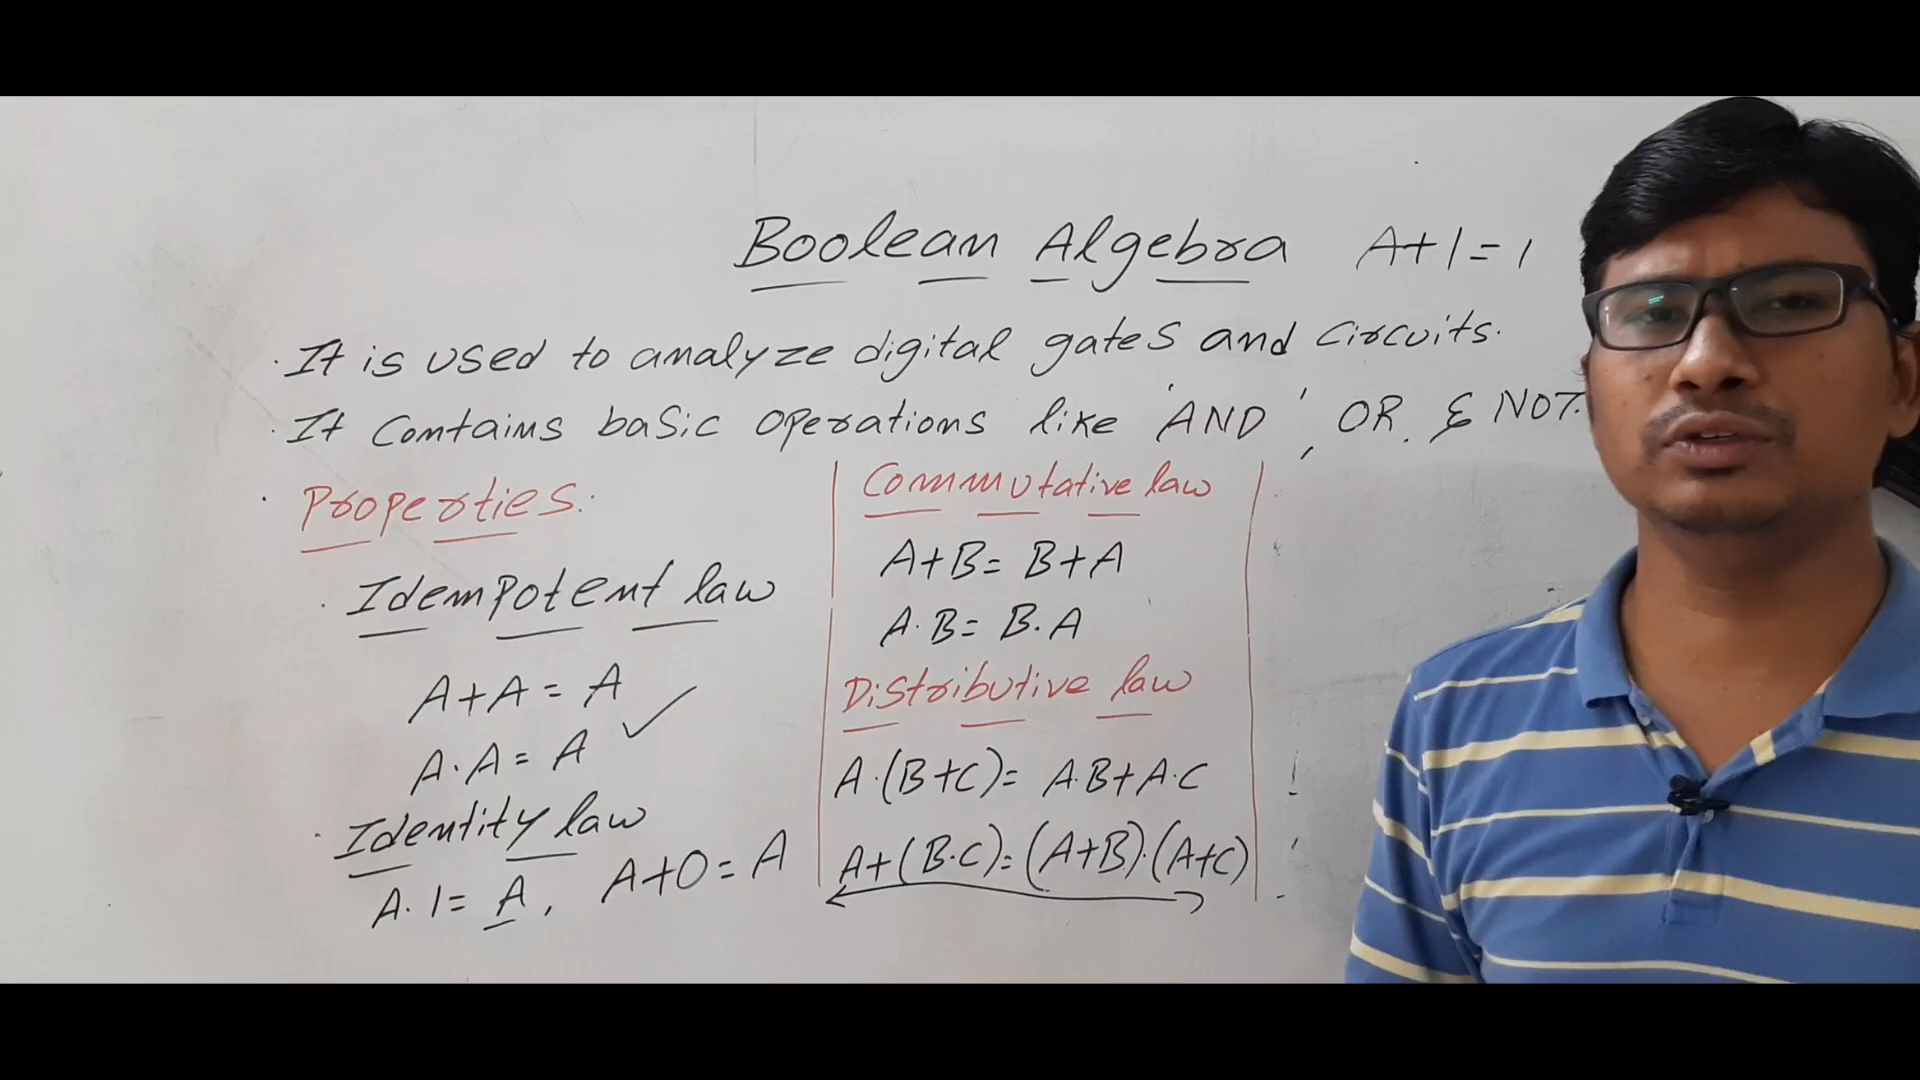 Boolean Algebra A+1=1
· It is used to analyze digital gates and circuits.
· It contains basic operations like 'AND', OR & NOT.
· Properties:
· Idempotent law
A+A = A
A·A = A ✓
· Identity law
A·1= A, A+0 = A
Commutative law
A+B= B+A
A·B= B·A
Distributive law
A·(B+C)= A·B+A·C
A+(B·C)=(A+B)·(A+C)